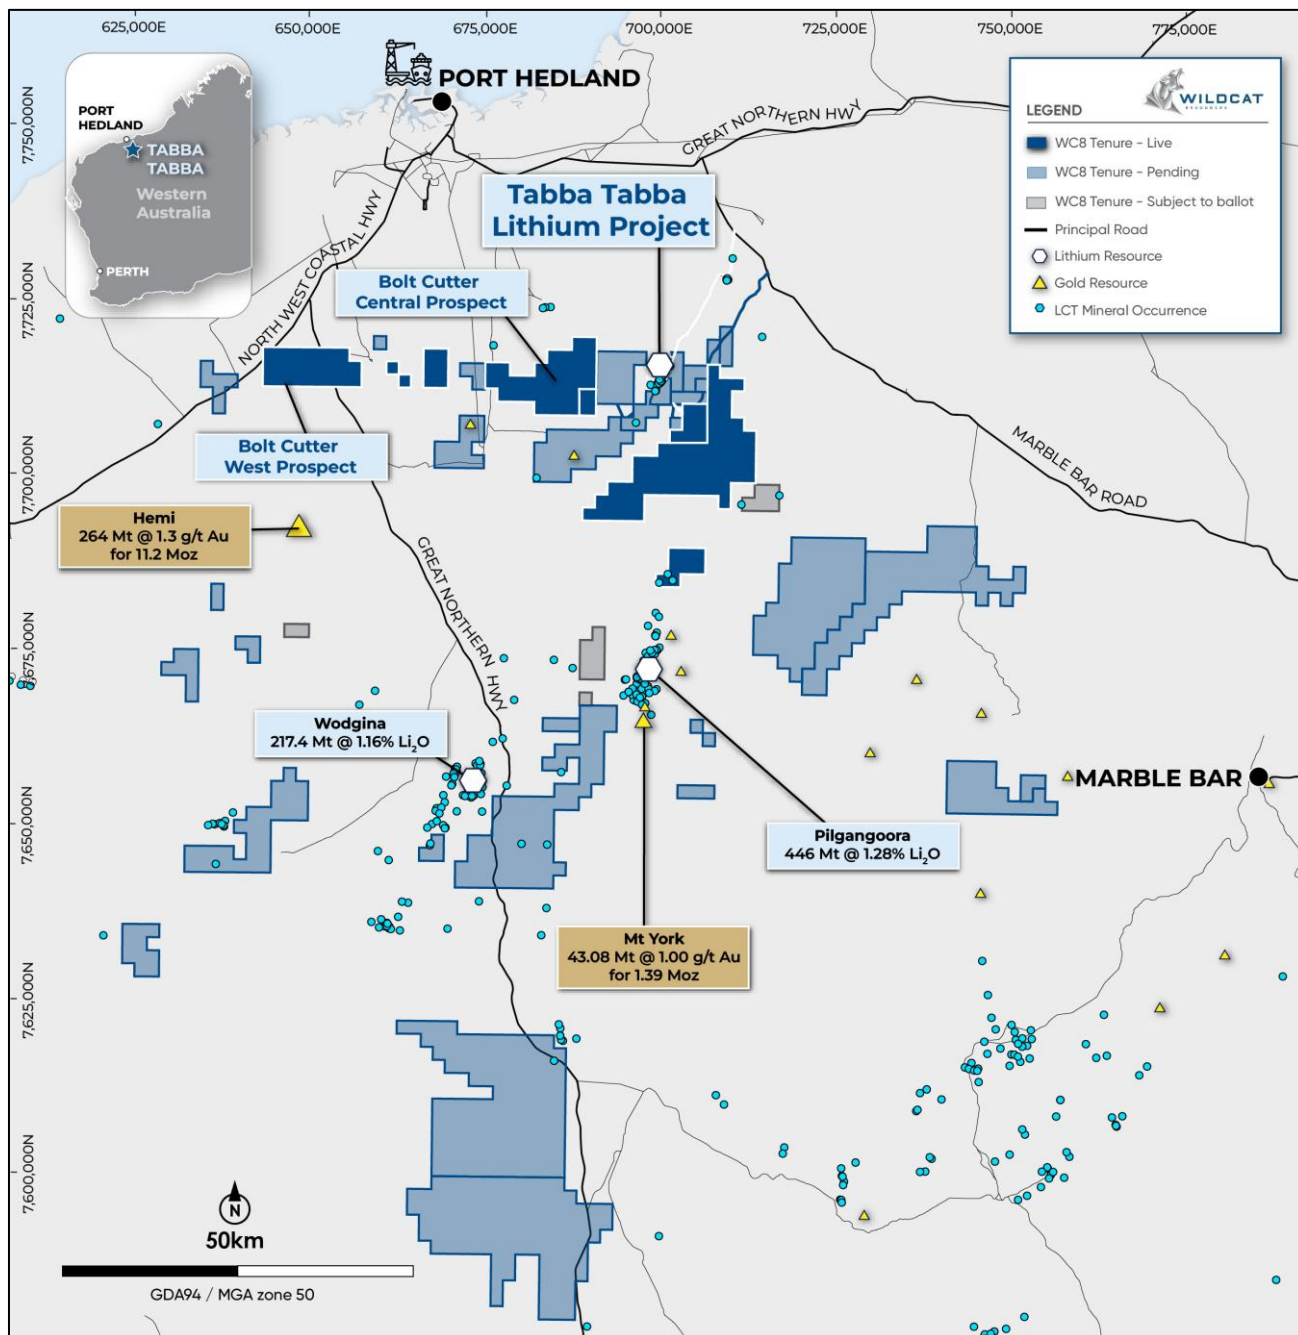 625,000E
650,000E
675,000E
700,000E
725,000E
750,000E
775,000E
7,750,000N
7,725,000N
7,700,000N
7,675,000N
7,650,000N
7,625,000N
7,600,000N
PORT HEDLAND
PORT
HEDLAND
TABBA
TABBA
Western
Australia
PERTH
GREAT NORTHERN HWY
NORTH WEST COASTAL HWY
LEGEND
WILDCAT
RESOURCES
WC8 Tenure - Live
WC8 Tenure - Pending
WC8 Tenure - Subject to ballot
Principal Road
Lithium Resource
Gold Resource
LCT Mineral Occurrence
Tabba Tabba
Lithium Project
Bolt Cutter
Central Prospect
Bolt Cutter
West Prospect
MARBLE BAR ROAD
Hemi
264 Mt @ 1.3 g/t Au
for 11.2 Moz
GREAT NORTHERN HWY
Wodgina
217.4 Mt @ 1.16% Li₂O
MARBLE BAR
Pilgangoora
446 Mt @ 1.28% Li₂O
Mt York
43.08 Mt @ 1.00 g/t Au
for 1.39 Moz
N
50km
GDA94 / MGA zone 50